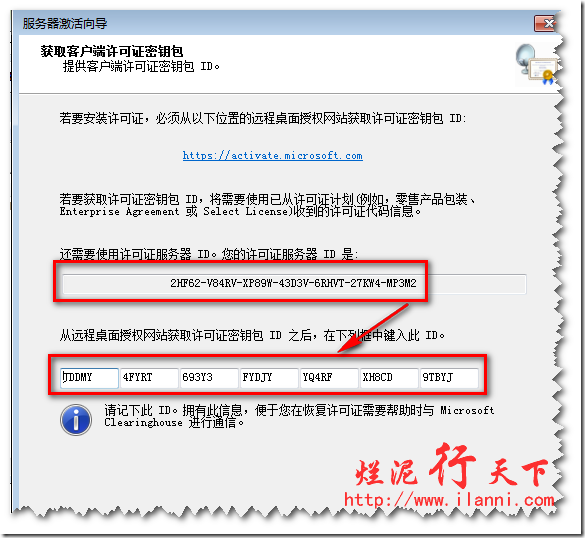 服务器激活向导
获取客户端许可证密钥包
提供客户端许可证密钥包 ID。
若要安装许可证，必须从以下位置的远程桌面授权网站获取许可证密钥包 ID:
https://activate.microsoft.com
若要获取许可证密钥包 ID，将需要使用已从许可证计划(例如，零售产品包装、
Enterprise Agreement 或 Select License)收到的许可证代码信息。
还需要使用许可证服务器 ID。您的许可证服务器 ID 是:
2HF62-V84RV-XP89W-43D3V-6RHVT-27KW4-MP3M2
从远程桌面授权网站获取许可证密钥包 ID 之后，在下列框中键入此 ID。
JDDMY 4FYRT 693Y3 FYDJY YQ4RF XH8CD 9TBYJ
请记下此 ID。拥有此信息，便于您在恢复许可证需要帮助时与 Microsoft
Clearinghouse 进行通信。
烂泥行天下
http://www.ilanni.com